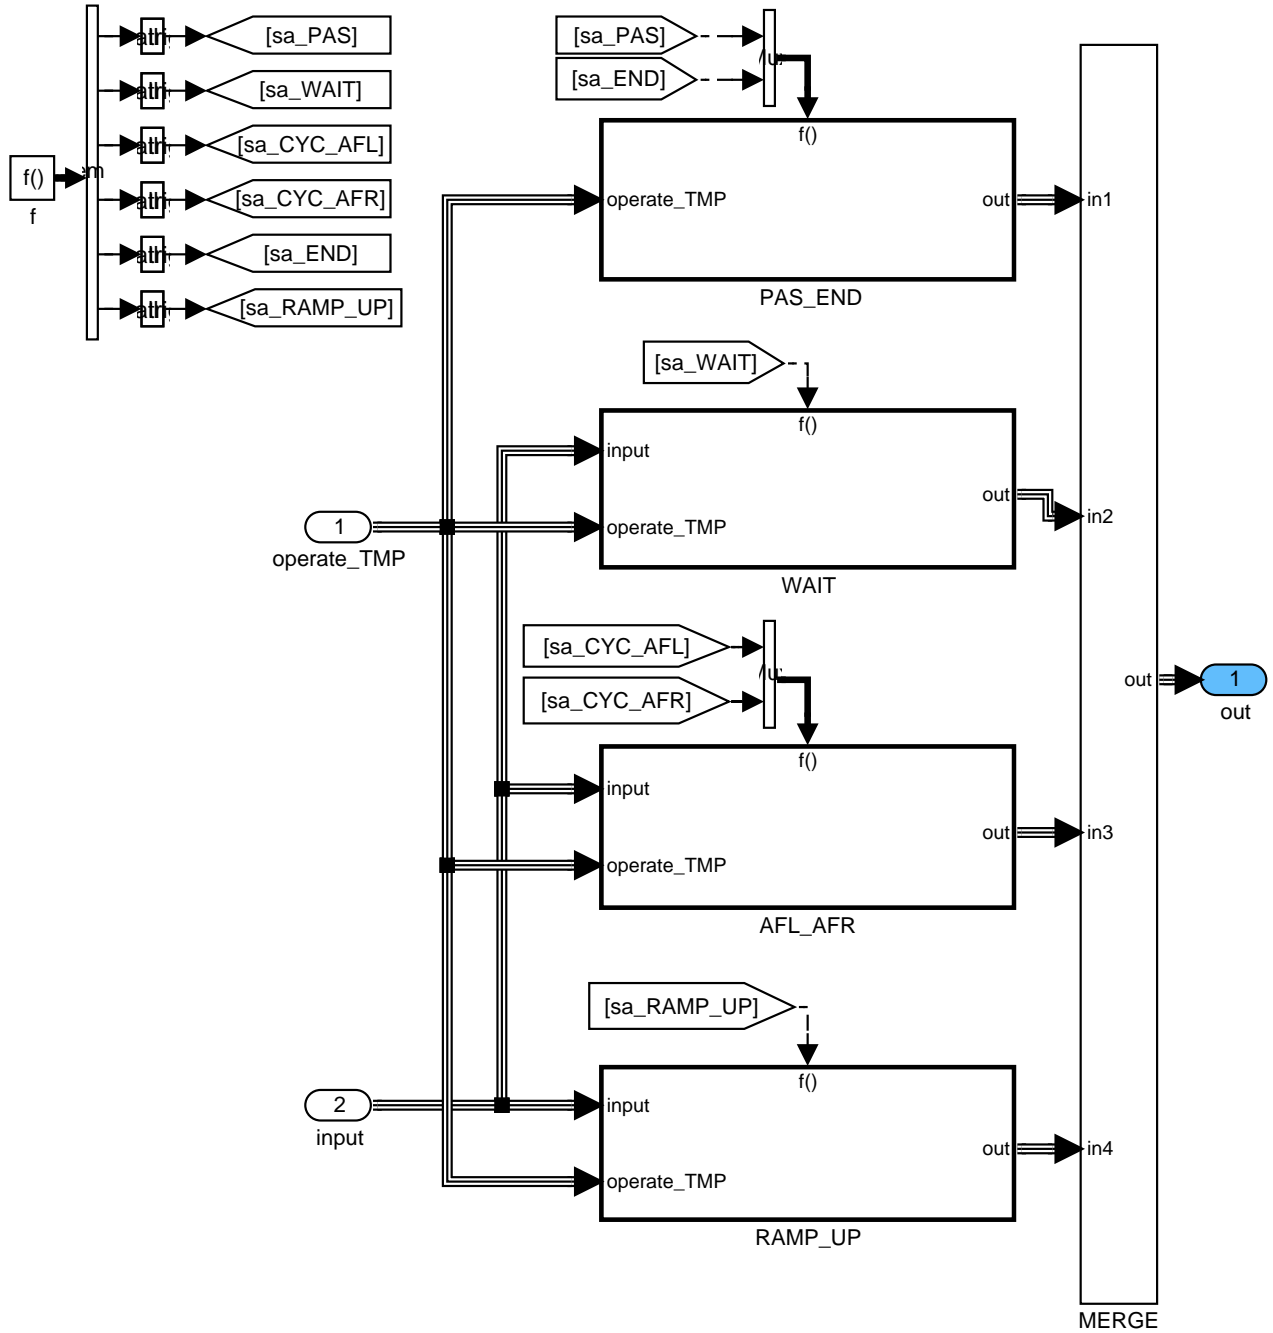 f()
f
[sa_PAS]
[sa_WAIT]
[sa_CYC_AFL]
[sa_CYC_AFR]
[sa_END]
[sa_RAMP_UP]
[sa_PAS]
[sa_END]
f()
operate_TMP
out
PAS_END
[sa_WAIT]
f()
input
operate_TMP
out
WAIT
1
operate_TMP
[sa_CYC_AFL]
[sa_CYC_AFR]
f()
input
operate_TMP
out
AFL_AFR
[sa_RAMP_UP]
f()
input
operate_TMP
out
RAMP_UP
2
input
in1
in2
in3
in4
out
MERGE
1
out